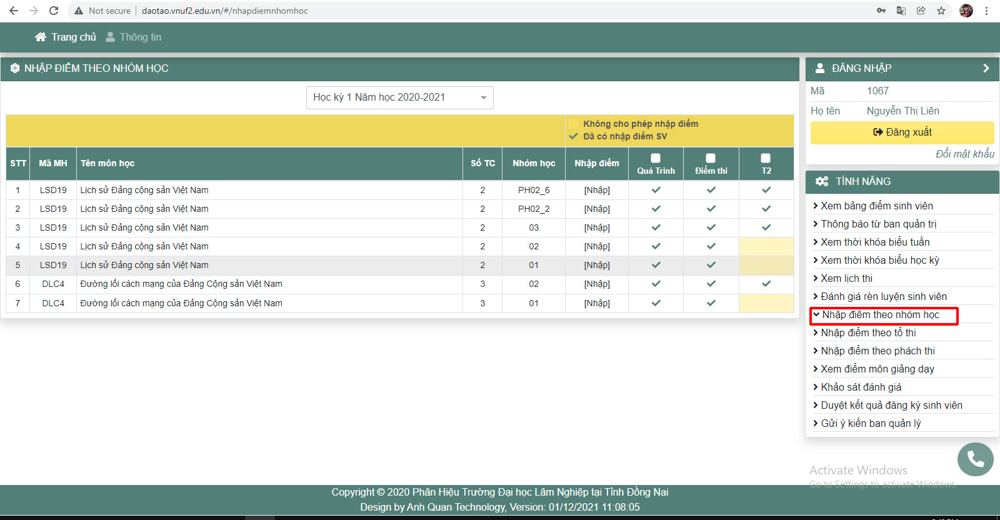 Not secure | daotao.vnuf2.edu.vn/#/nhapdiemnhomhoc
Trang chủ Thông tin
NHẬP ĐIỂM THEO NHÓM HỌC
Học kỳ 1 Năm học 2020-2021
Không cho phép nhập điểm
Đã có nhập điểm SV
STT Mã MH Tên môn học Số TC Nhóm học Nhập điểm Quá Trình Điểm thi T2
1 LSD19 Lịch sử Đảng cộng sản Việt Nam 2 PH02_6 [Nhập]
2 LSD19 Lịch sử Đảng cộng sản Việt Nam 2 PH02_2 [Nhập]
3 LSD19 Lịch sử Đảng cộng sản Việt Nam 2 03 [Nhập]
4 LSD19 Lịch sử Đảng cộng sản Việt Nam 2 02 [Nhập]
5 LSD19 Lịch sử Đảng cộng sản Việt Nam 2 01 [Nhập]
6 DLC4 Đường lối cách mạng của Đảng Cộng sản Việt Nam 3 02 [Nhập]
7 DLC4 Đường lối cách mạng của Đảng Cộng sản Việt Nam 3 01 [Nhập]
ĐĂNG NHẬP
Mã 1067
Họ tên Nguyễn Thị Liên
Đăng xuất
Đổi mật khẩu
TÍNH NĂNG
Xem bảng điểm sinh viên
Thông báo từ ban quản trị
Xem thời khóa biểu tuần
Xem thời khóa biểu học kỳ
Xem lịch thi
Đánh giá rèn luyện sinh viên
Nhập điểm theo nhóm học
Nhập điểm theo tổ thi
Nhập điểm theo phách thi
Xem điểm môn giảng dạy
Khảo sát đánh giá
Duyệt kết quả đăng ký sinh viên
Gửi ý kiến ban quản lý
Activate Windows
Go to Settings to activate Windows.
Copyright © 2020 Phân Hiệu Trường Đại học Lâm Nghiệp tại Tỉnh Đồng Nai
Design by Anh Quan Technology, Version: 01/12/2021 11:08:05